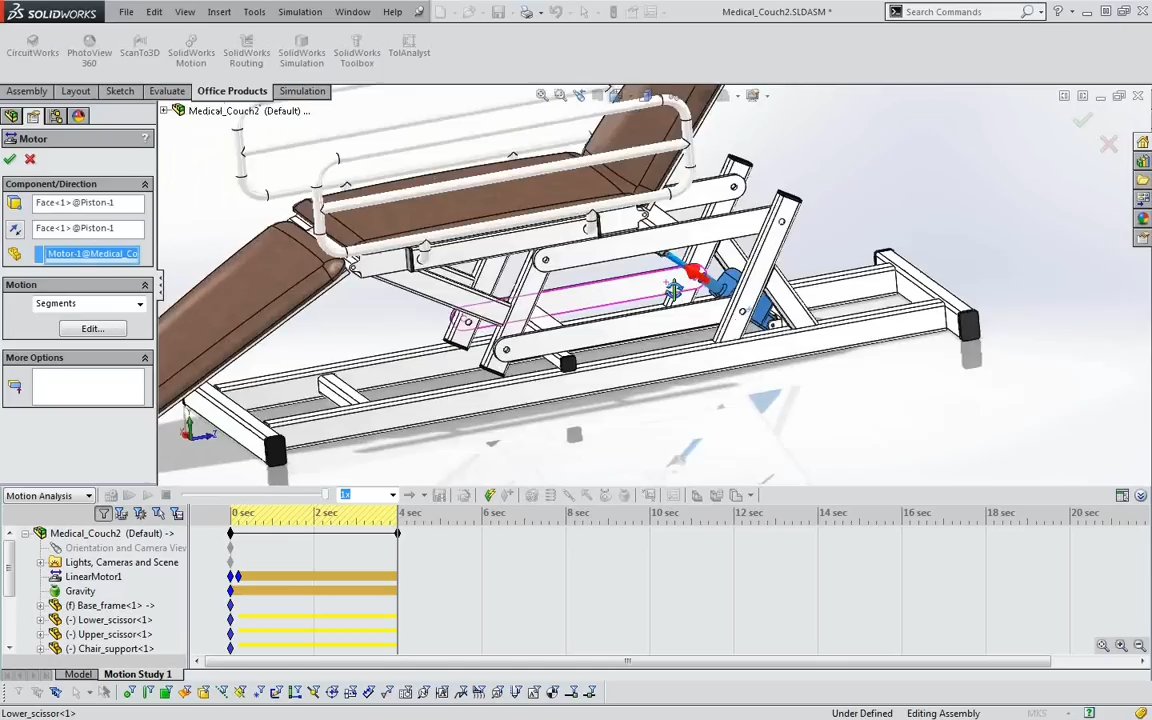 SOLIDWORKS File Edit View Insert Tools Simulation Window Help Medical_Couch2.SLDASM * Search Commands
CircuitWorks PhotoView 360 ScanTo3D SolidWorks Motion SolidWorks Routing SolidWorks Simulation SolidWorks Toolbox TolAnalyst
Assembly Layout Sketch Evaluate Office Products Simulation
Medical_Couch2 (Default) ...
Motor ?
Component/Direction
Face<1>@Piston-1
Face<1>@Piston-1
Motor-1@Medical_Co
Motion
Segments
Edit...
More Options
Motion Analysis 1x
0 sec 2 sec 4 sec 6 sec 8 sec 10 sec 12 sec 14 sec 16 sec 18 sec 20 sec
Medical_Couch2 (Default) ->
Orientation and Camera View
Lights, Cameras and Scene
LinearMotor1
Gravity
(f) Base_frame<1> ->
(-) Lower_scissor<1>
(-) Upper_scissor<1>
(-) Chair_support<1>
Model Motion Study 1
Lower_scissor<1> Under Defined Editing Assembly MKS